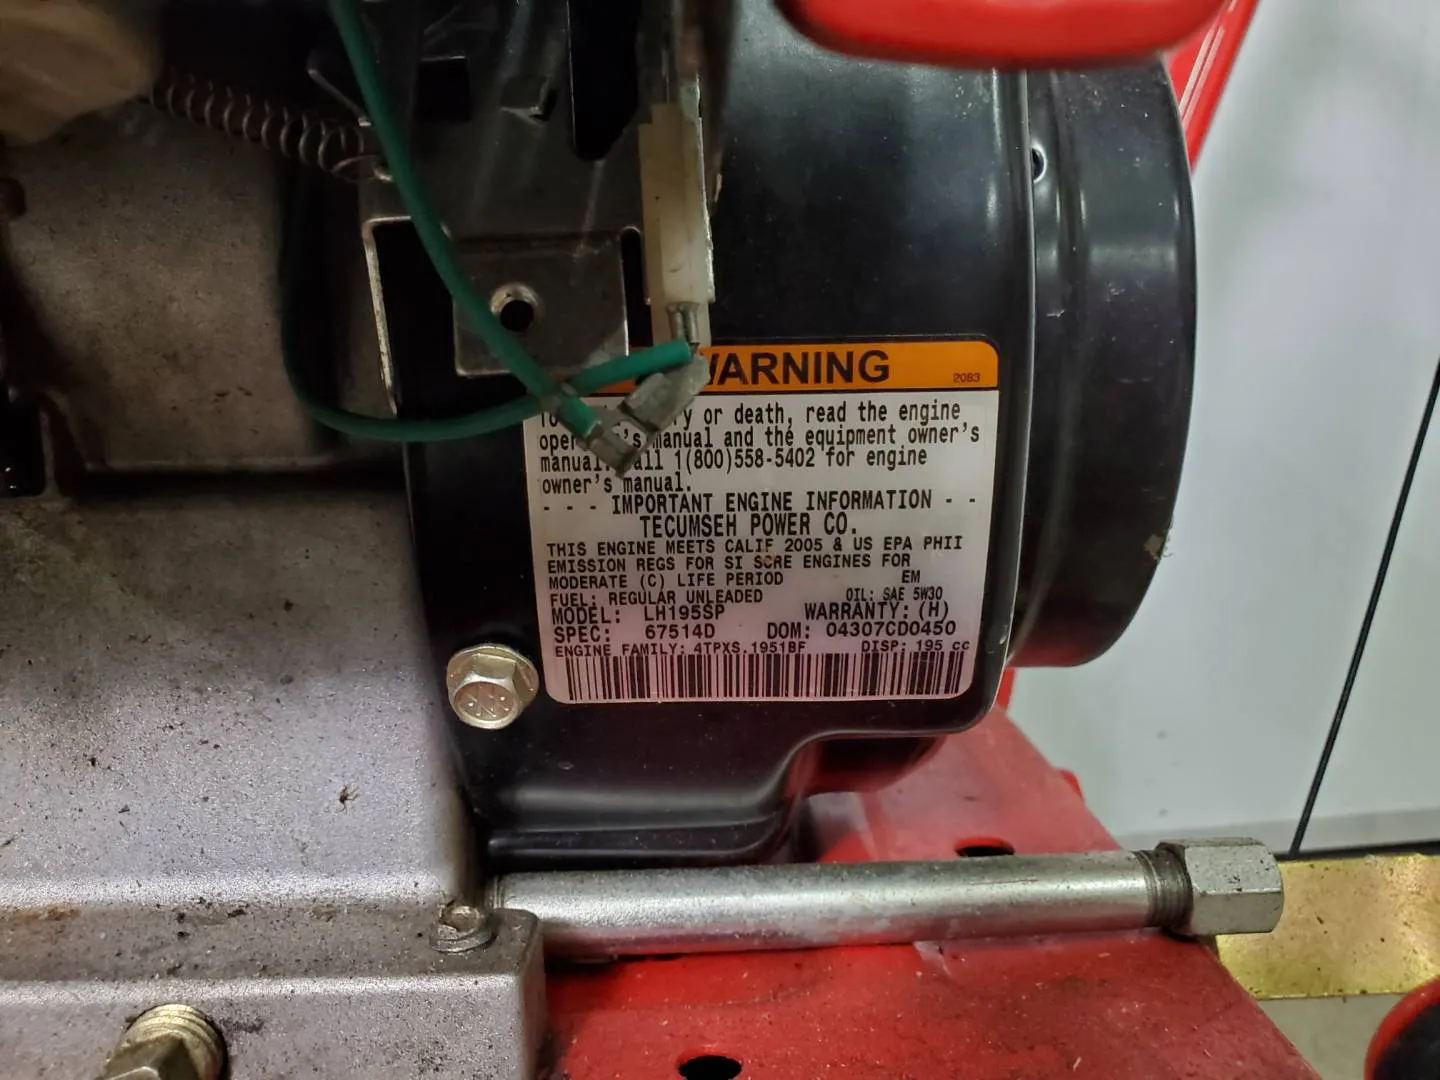 WARNING
2083
To or death, read the engine
manual and the equipment owner's
manual. 1(800)558-5402 for engine
owner's manual.
- - - IMPORTANT ENGINE INFORMATION - -
TECUMSEH POWER CO.
THIS ENGINE MEETS CALIF 2005 & US EPA PHII
EMISSION REGS FOR SI SORE ENGINES FOR
MODERATE (C) LIFE PERIOD EM
FUEL: REGULAR UNLEADED OIL: SAE 5W30
MODEL: LH195SP WARRANTY: (H)
SPEC: 67514D DOM: 04307CD0450
ENGINE FAMILY: 4TPXS.1951BF DISP: 195 cc